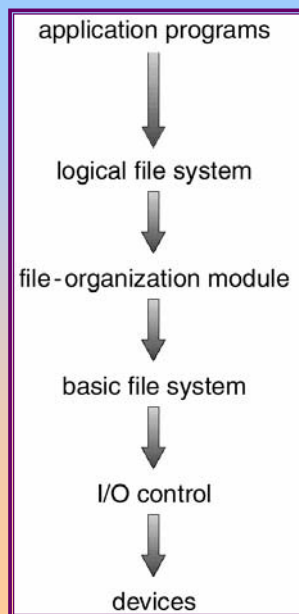 application programs
logical file system
file-organization module
basic file system
I/O control
devices